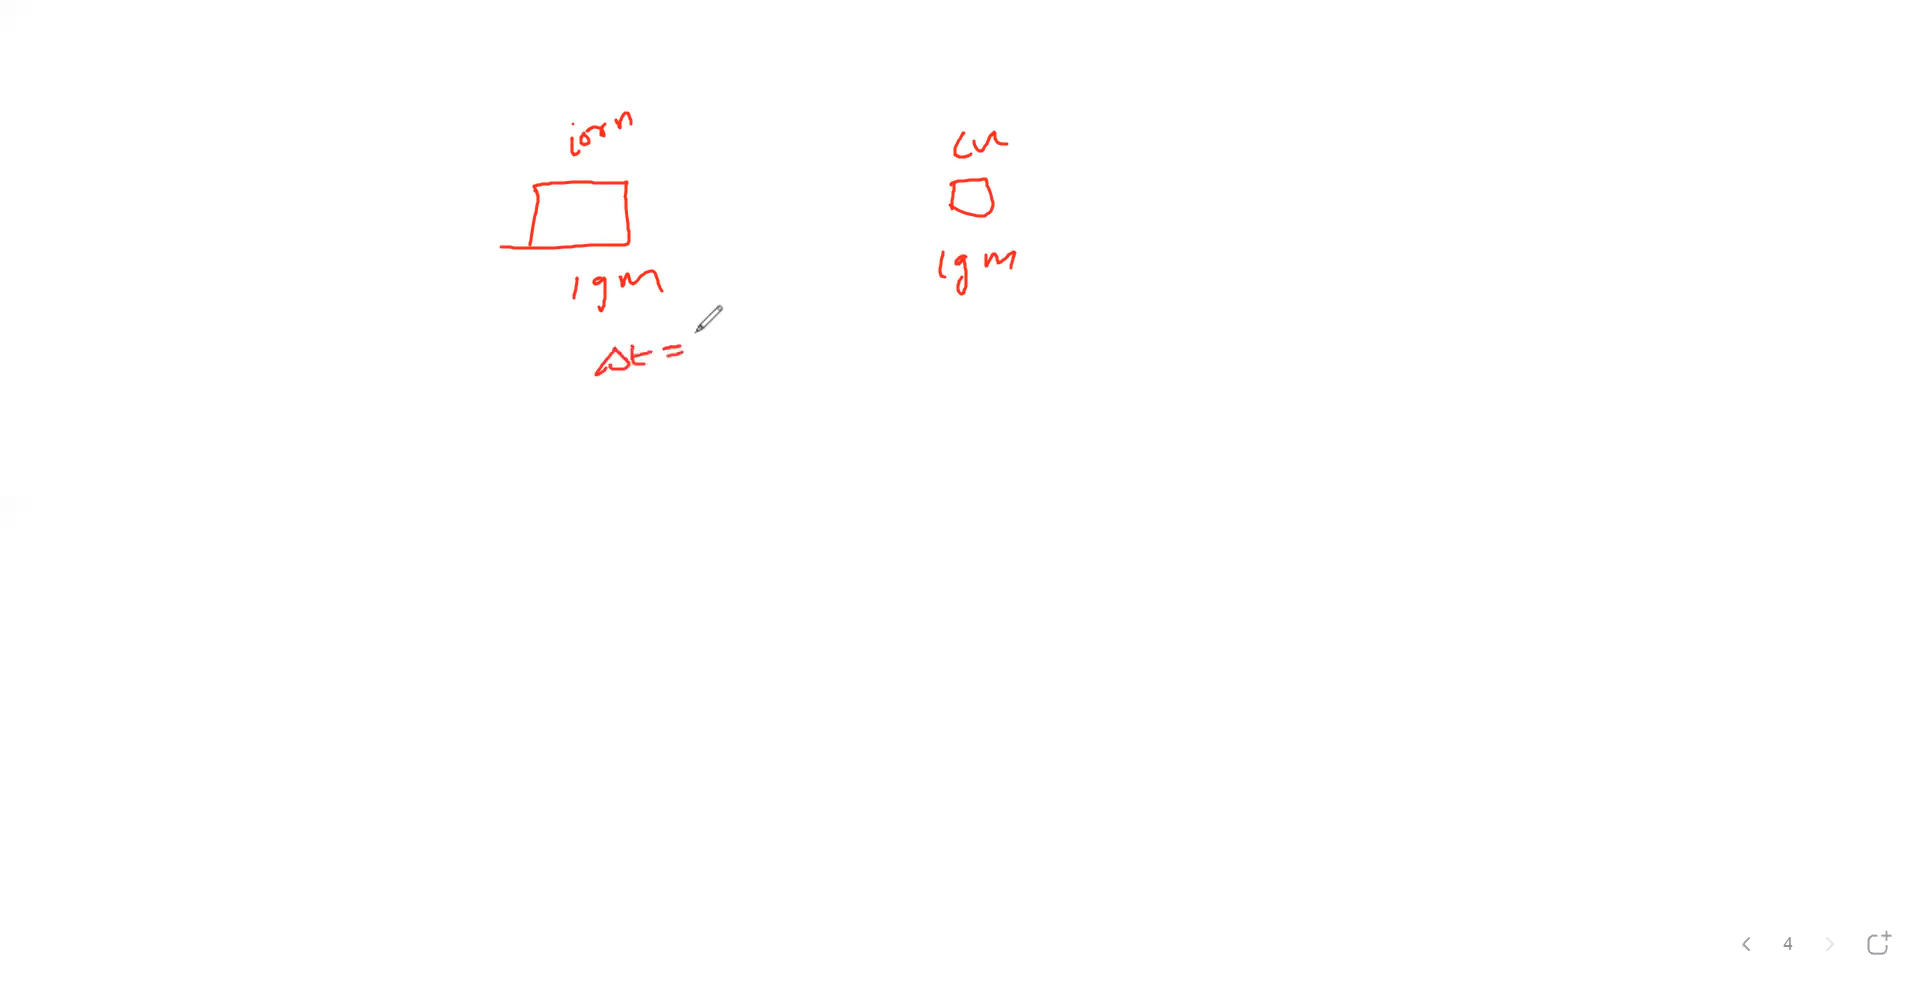 iorn
Cu
1gm
1gm
Δt =
4